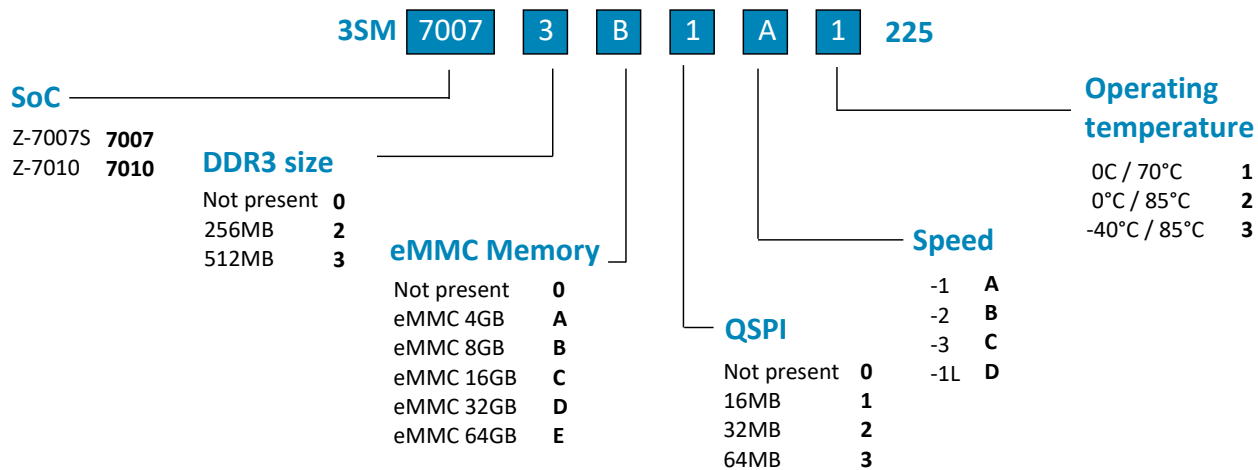 3SM 7007 3 B 1 A 1 225
SoC
Z-7007S 7007
Z-7010 7010
DDR3 size
Not present 0
256MB 2
512MB 3
eMMC Memory
Not present 0
eMMC 4GB A
eMMC 8GB B
eMMC 16GB C
eMMC 32GB D
eMMC 64GB E
QSPI
Not present 0
16MB 1
32MB 2
64MB 3
Speed
-1 A
-2 B
-3 C
-1L D
Operating
temperature
0C / 70°C 1
0°C / 85°C 2
-40°C / 85°C 3